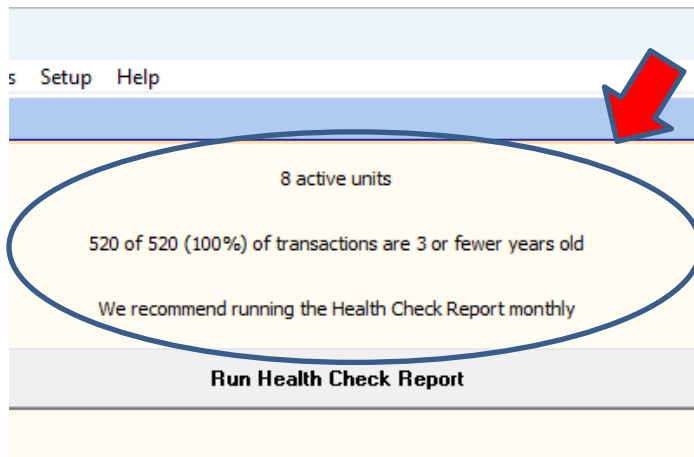 s Setup Help
8 active units
520 of 520 (100%) of transactions are 3 or fewer years old
We recommend running the Health Check Report monthly
Run Health Check Report